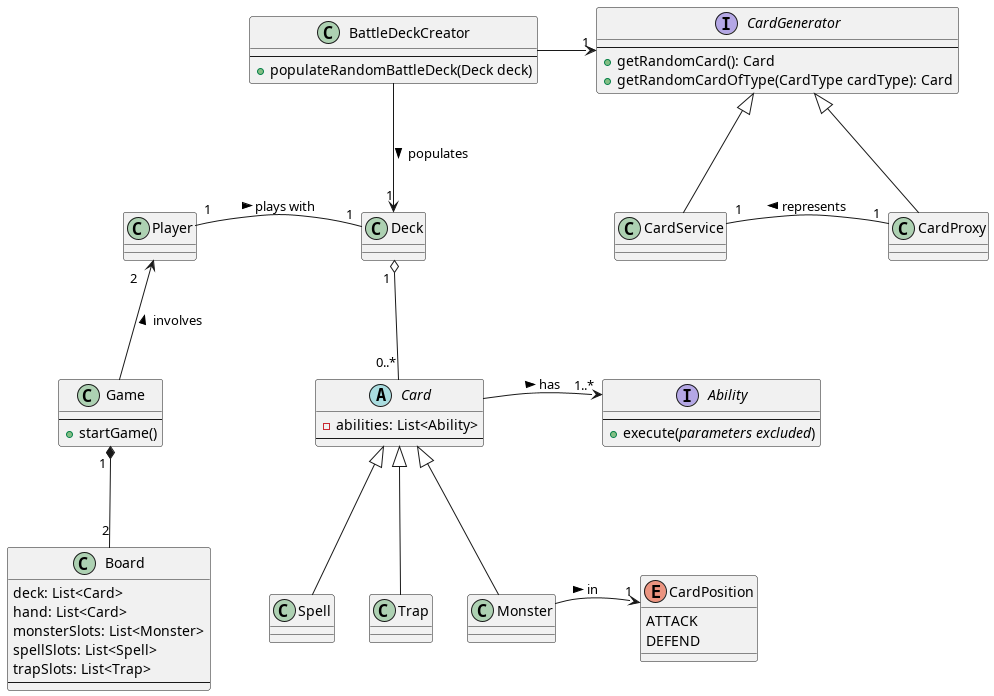 C BattleDeckCreator
populateRandomBattleDeck(Deck deck)
1
I CardGenerator
getRandomCard(): Card
getRandomCardOfType(CardType cardType): Card
populates
1
C Player
1
plays with
1
C Deck
C CardService
1
represents
1
C CardProxy
2
involves
1
0..*
C Game
startGame()
A Card
abilities: List<Ability>
has
1..*
I Ability
execute(parameters excluded)
1
2
C Board
deck: List<Card>
hand: List<Card>
monsterSlots: List<Monster>
spellSlots: List<Spell>
trapSlots: List<Trap>
C Spell
C Trap
C Monster
in
1
E CardPosition
ATTACK
DEFEND